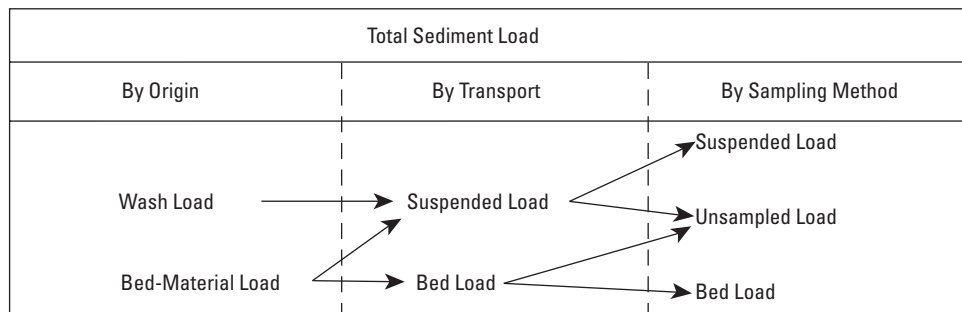 Total Sediment Load
By Origin
By Transport
By Sampling Method
Suspended Load
Wash Load
Suspended Load
Unsampled Load
Bed-Material Load
Bed Load
Bed Load